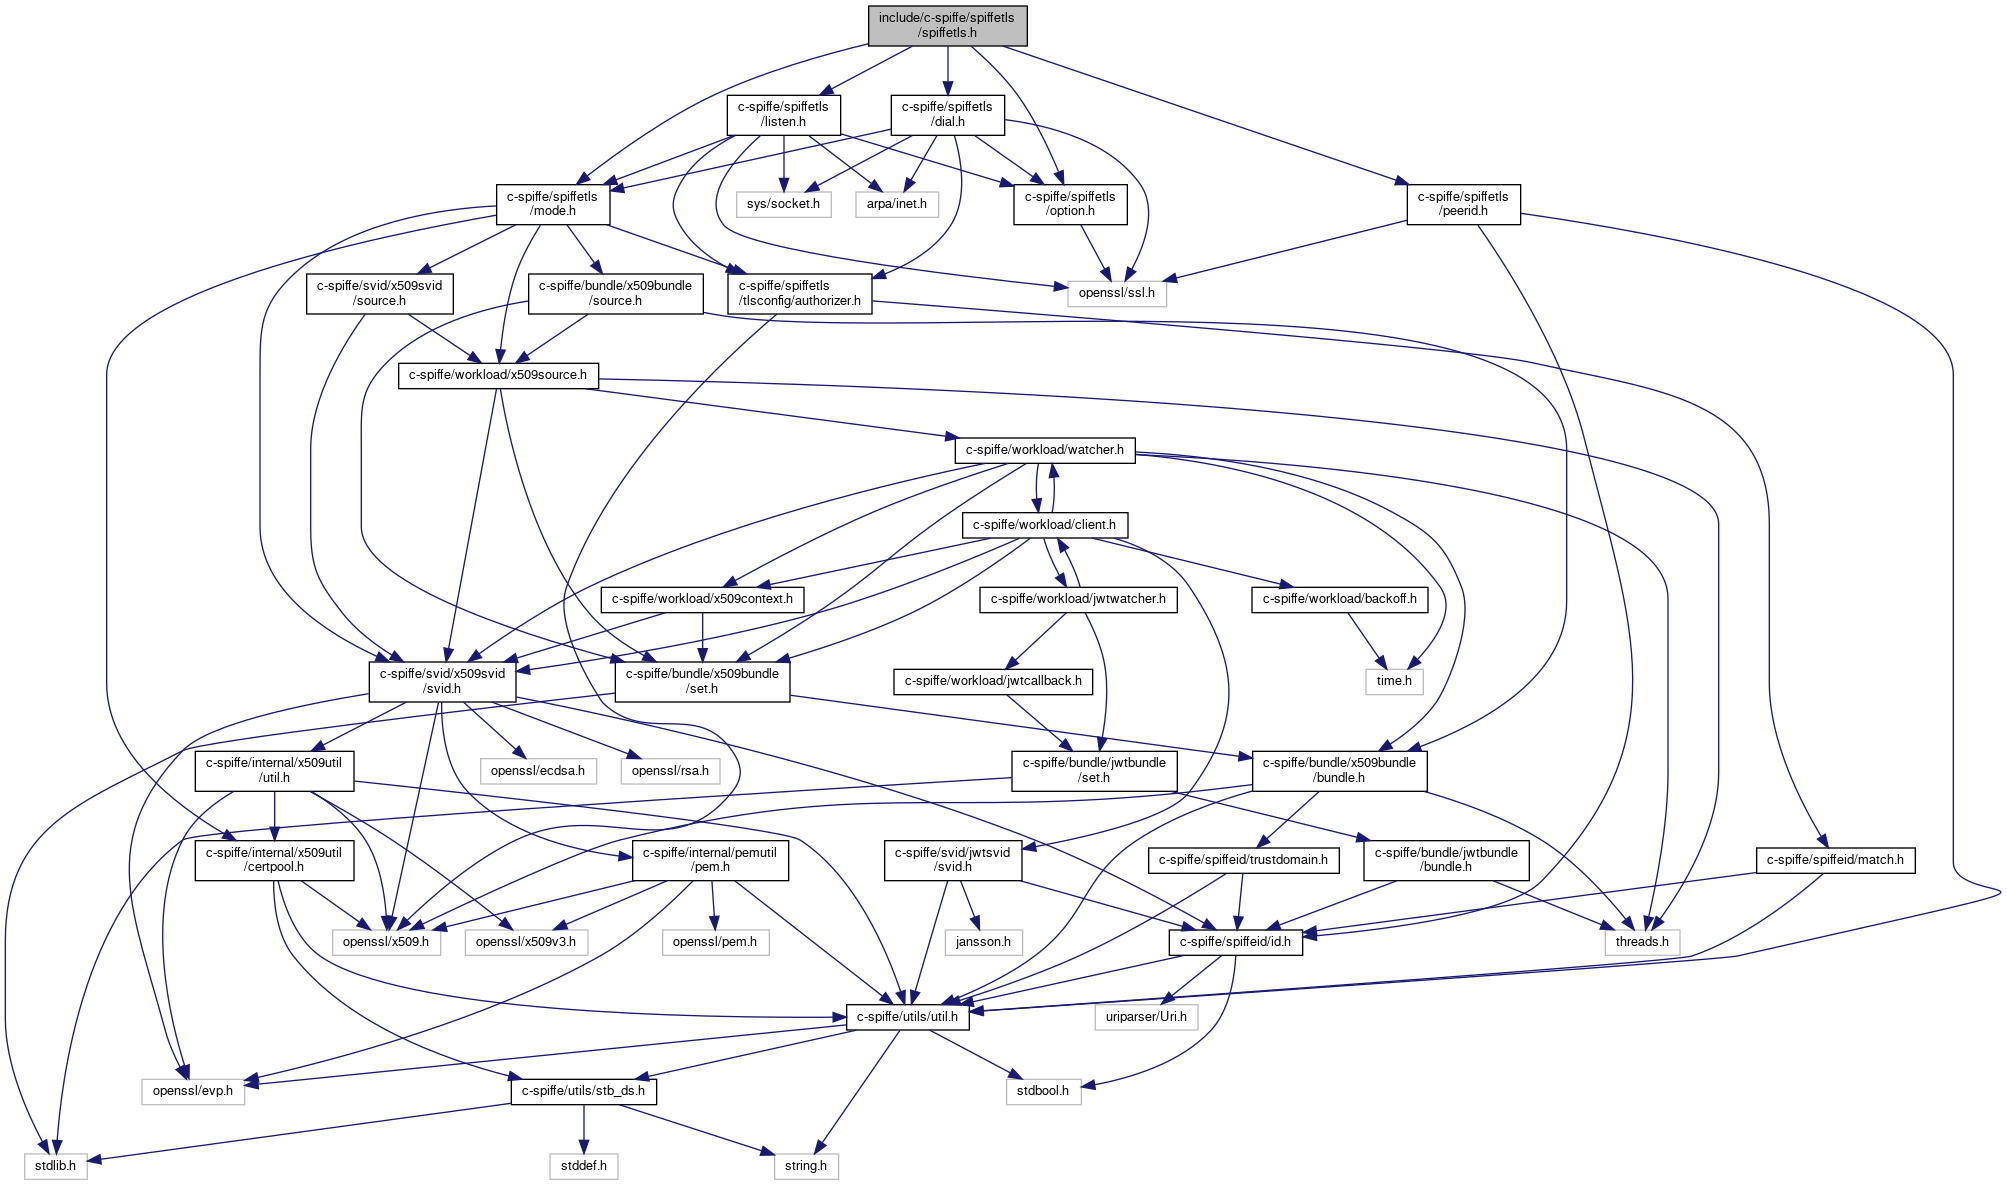 include/c-spiffe/spiffetls
/spiffetls.h
c-spiffe/spiffetls
/listen.h
c-spiffe/spiffetls
/dial.h
c-spiffe/spiffetls
/mode.h
sys/socket.h
arpa/inet.h
c-spiffe/spiffetls
/option.h
c-spiffe/spiffetls
/peerid.h
c-spiffe/svid/x509svid
/source.h
c-spiffe/bundle/x509bundle
/source.h
c-spiffe/spiffetls
/tlsconfig/authorizer.h
openssl/ssl.h
c-spiffe/workload/x509source.h
c-spiffe/workload/watcher.h
c-spiffe/workload/client.h
c-spiffe/workload/x509context.h
c-spiffe/workload/jwtwatcher.h
c-spiffe/workload/backoff.h
c-spiffe/svid/x509svid
/svid.h
c-spiffe/bundle/x509bundle
/set.h
c-spiffe/workload/jwtcallback.h
time.h
c-spiffe/internal/x509util
/util.h
openssl/ecdsa.h
openssl/rsa.h
c-spiffe/bundle/jwtbundle
/set.h
c-spiffe/bundle/x509bundle
/bundle.h
c-spiffe/internal/x509util
/certpool.h
c-spiffe/internal/pemutil
/pem.h
c-spiffe/svid/jwtsvid
/svid.h
c-spiffe/spiffeid/trustdomain.h
c-spiffe/bundle/jwtbundle
/bundle.h
c-spiffe/spiffeid/match.h
openssl/x509.h
openssl/x509v3.h
openssl/pem.h
jansson.h
c-spiffe/spiffeid/id.h
threads.h
c-spiffe/utils/util.h
uriparser/Uri.h
openssl/evp.h
c-spiffe/utils/stb_ds.h
stdbool.h
stdlib.h
stddef.h
string.h